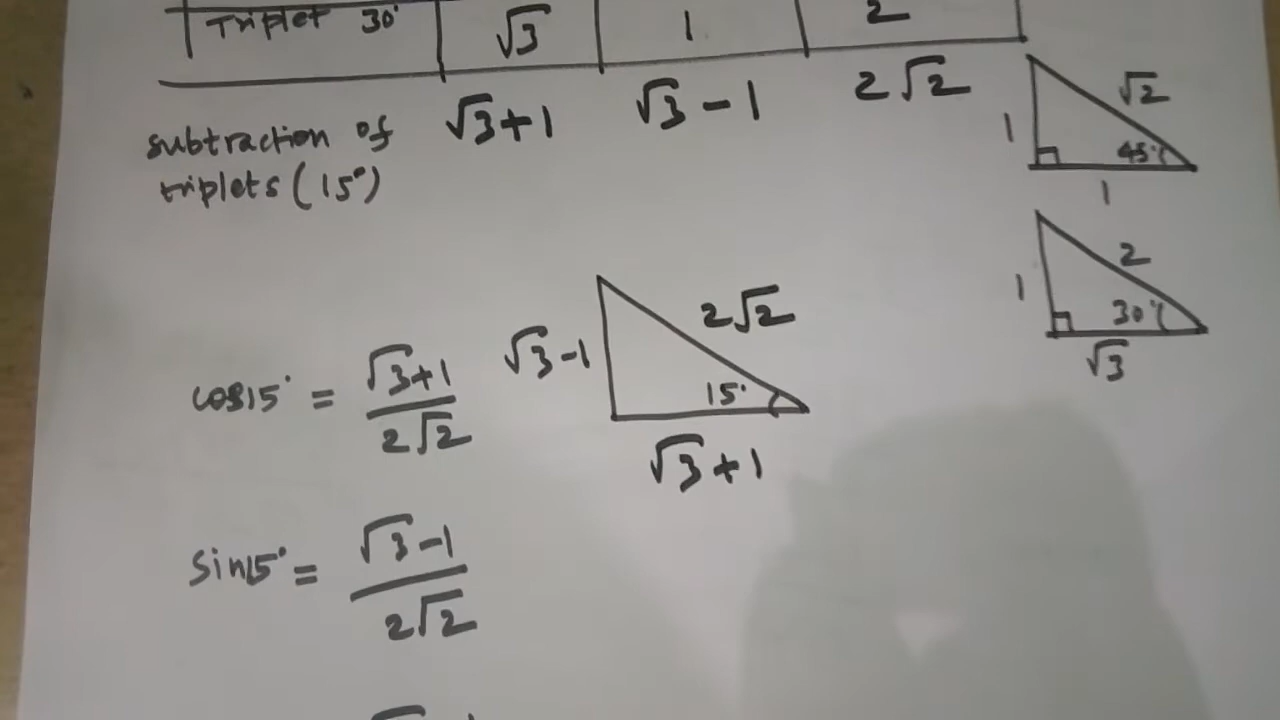 Triplet 30° √3 1 2
subtraction of triplets (15°) √3+1 √3-1 2√2
1 √2 45° 1
1 2 30° √3
cos15° = √3+1 / 2√2
√3-1 2√2 15° √3+1
sin15° = √3-1 / 2√2